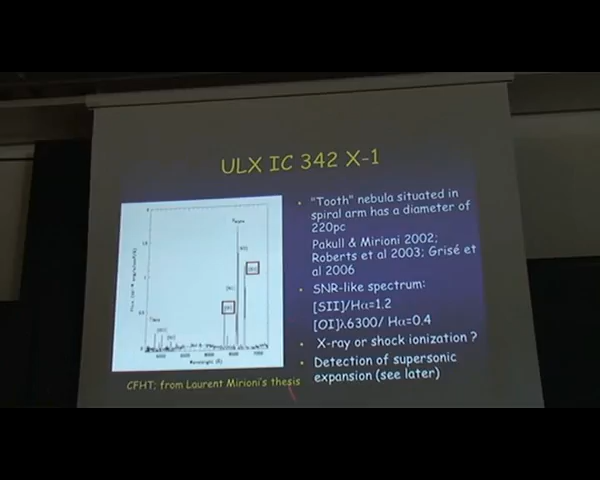 ULX IC 342 X-1
• "Tooth" nebula situated in
spiral arm has a diameter of
220pc
Pakull & Mirioni 2002;
Roberts et al 2003; Grisé et
al 2006
• SNR-like spectrum:
[SII]/Hα=1.2
[OI]λ6300/ Hα=0.4
• X-ray or shock ionization ?
• Detection of supersonic
expansion (see later)
CFHT; from Laurent Mirioni's thesis